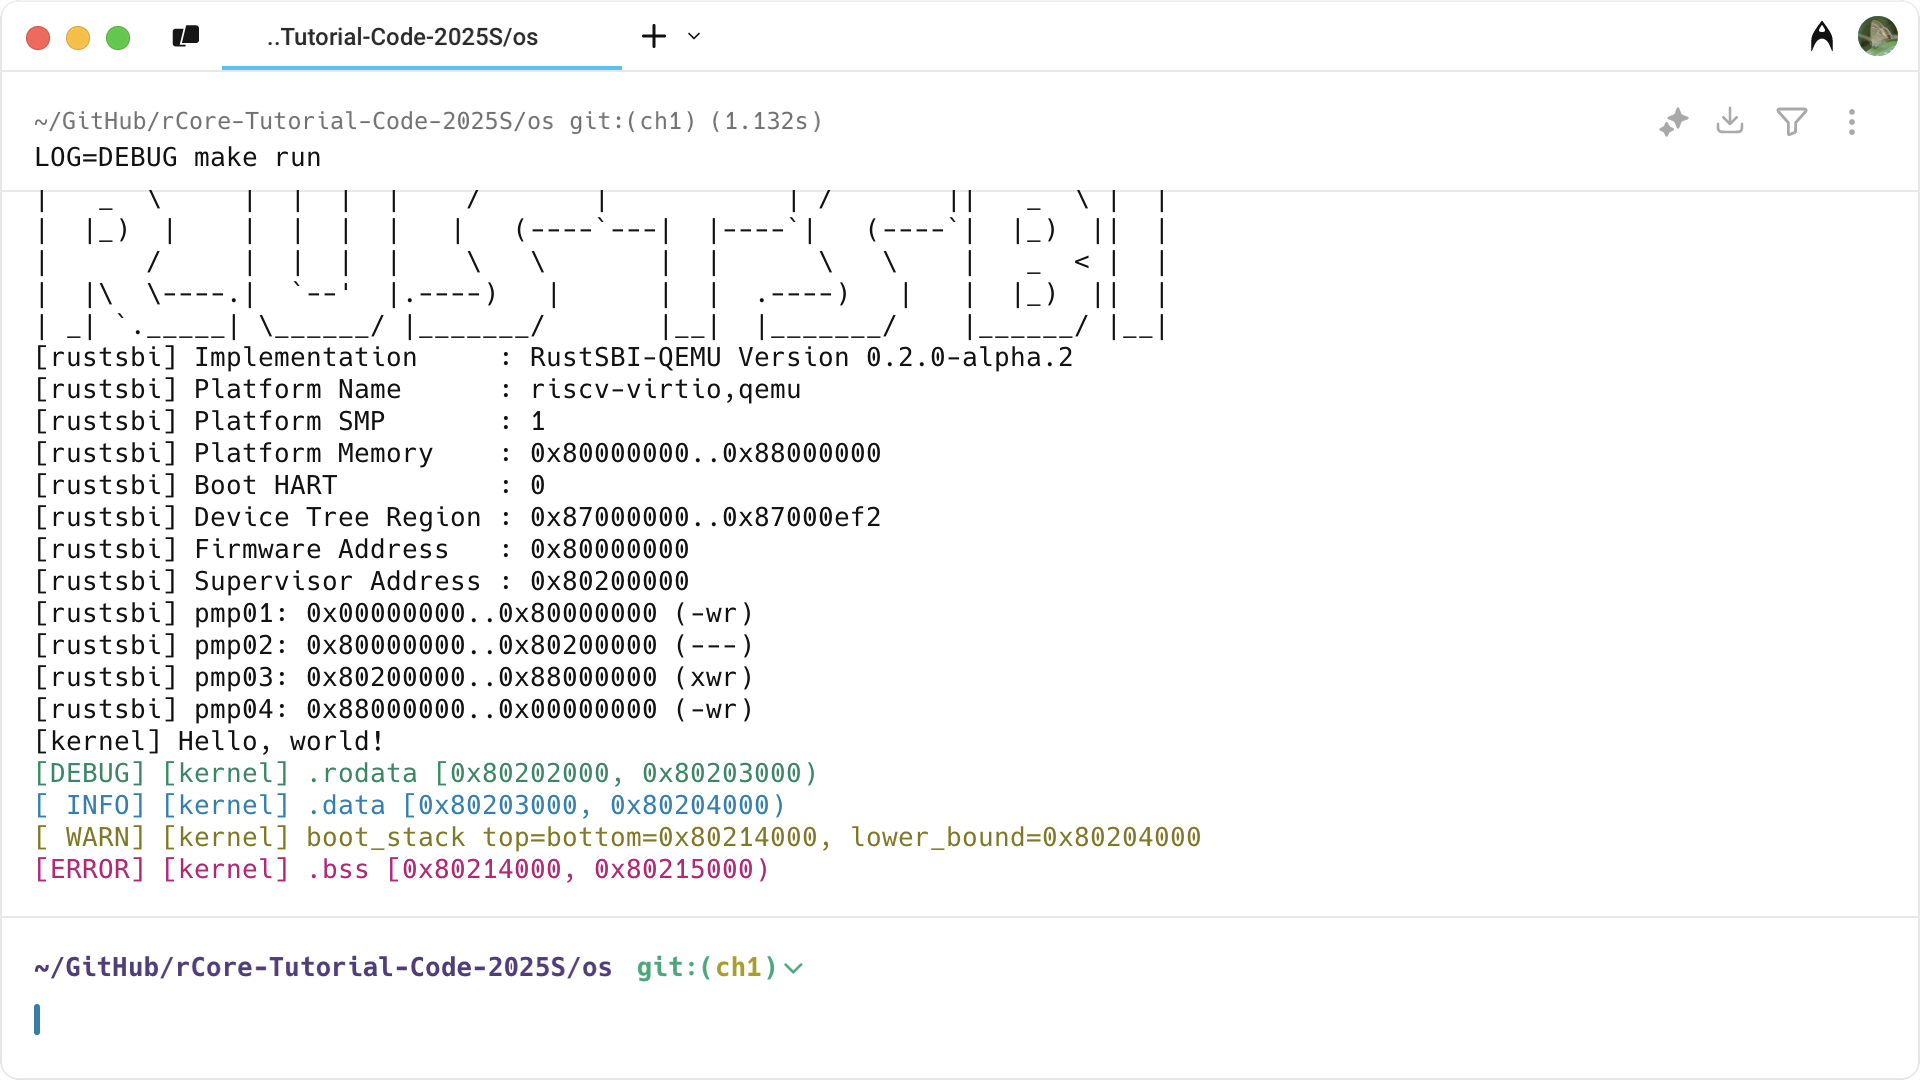 ..Tutorial-Code-2025S/os
~/GitHub/rCore-Tutorial-Code-2025S/os git:(ch1) (1.132s)
LOG=DEBUG make run
|   _  \     |  |  |  |    /       |           | /       ||   _  \ |  |
|  |_) |    |  |  |  |   |   (----`---|  |----`|   (----`|  |_)  ||  |
|      /     |  |  |  |    \   \       |  |      \   \     |   _  < |  |
|  |\  \----.|  `--'  |.----)   |      |  |  .----)   |   |  |_)  ||  |
| _| `._____| \______/ |_______/       |__|  |_______/    |______/ |__|
[rustsbi] Implementation     : RustSBI-QEMU Version 0.2.0-alpha.2
[rustsbi] Platform Name      : riscv-virtio,qemu
[rustsbi] Platform SMP       : 1
[rustsbi] Platform Memory    : 0x80000000..0x88000000
[rustsbi] Boot HART          : 0
[rustsbi] Device Tree Region : 0x87000000..0x87000ef2
[rustsbi] Firmware Address   : 0x80000000
[rustsbi] Supervisor Address : 0x80200000
[rustsbi] pmp01: 0x00000000..0x80000000 (-wr)
[rustsbi] pmp02: 0x80000000..0x80200000 (---)
[rustsbi] pmp03: 0x80200000..0x88000000 (xwr)
[rustsbi] pmp04: 0x88000000..0x00000000 (-wr)
[kernel] Hello, world!
[DEBUG] [kernel] .rodata [0x80202000, 0x80203000)
[ INFO] [kernel] .data [0x80203000, 0x80204000)
[ WARN] [kernel] boot_stack top=bottom=0x80214000, lower_bound=0x80204000
[ERROR] [kernel] .bss [0x80214000, 0x80215000)
~/GitHub/rCore-Tutorial-Code-2025S/os git:(ch1)